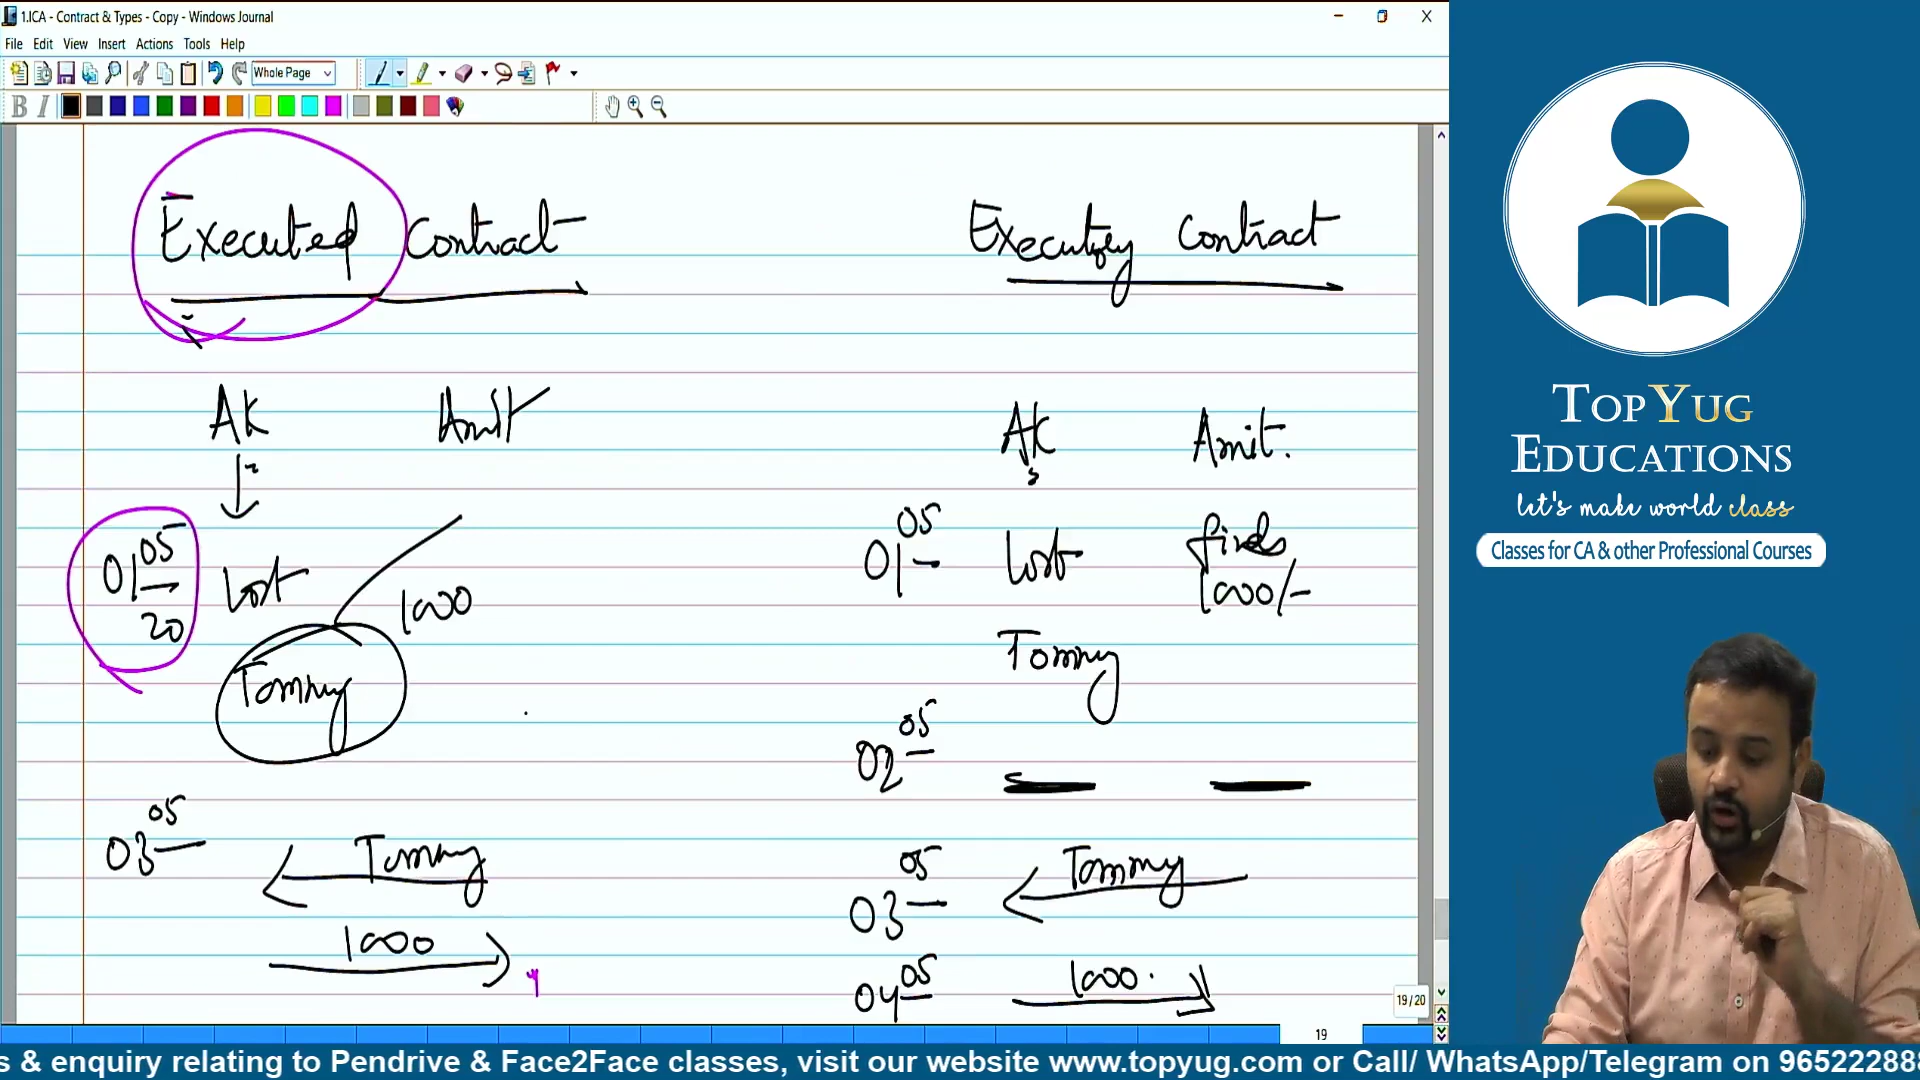 1.ICA - Contract & Types - Copy - Windows Journal
File Edit View Insert Actions Tools Help
Whole Page
B I
Executed Contract
AK Amit
01 05 20 Lost 1000
Tommy
03 05 Tommy
1000
Executory Contract
AK Amit.
01 05 Lost finds
1000/-
Tommy
02 05
03 05 Tommy
04 05 1000.
19/20
19
TOPYUG
EDUCATIONS
let's make world class
Classes for CA & other Professional Courses
s & enquiry relating to Pendrive & Face2Face classes, visit our website www.topyug.com or Call/ WhatsApp/Telegram on 965222888